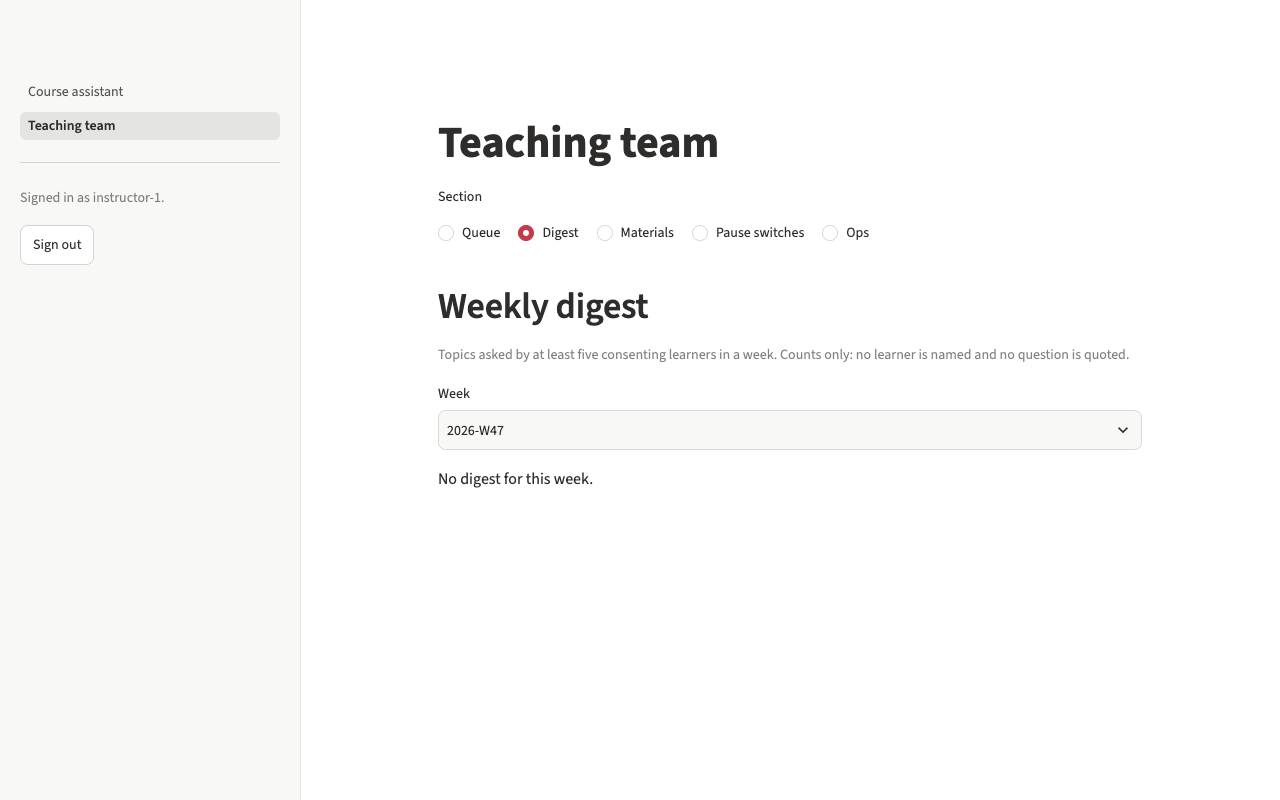 Course assistant
Teaching team
Signed in as instructor-1.
Sign out
Teaching team
Section
Queue Digest Materials Pause switches Ops
Weekly digest
Topics asked by at least five consenting learners in a week. Counts only: no learner is named and no question is quoted.
Week
2026-W47
No digest for this week.